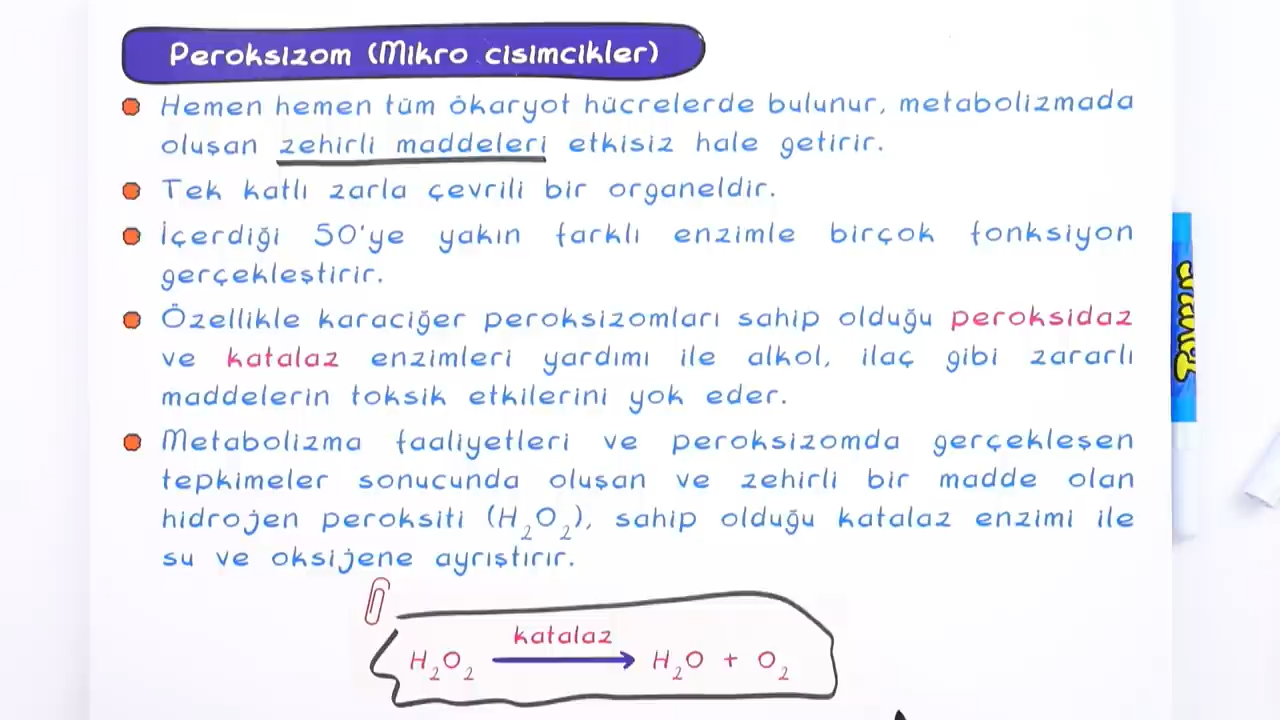 Peroksizom (Mikro cisimcikler)
Hemen hemen tüm ökaryot hücrelerde bulunur, metabolizmada
oluşan zehirli maddeleri etkisiz hale getirir.
Tek katlı zarla çevrili bir organeldir.
İçerdiği 50'ye yakın farklı enzimle birçok fonksiyon
gerçekleştirir.
Özellikle karaciğer peroksizomları sahip olduğu peroksidaz
ve katalaz enzimleri yardımı ile alkol, ilaç gibi zararlı
maddelerin toksik etkilerini yok eder.
Metabolizma faaliyetleri ve peroksizomda gerçekleşen
tepkimeler sonucunda oluşan ve zehirli bir madde olan
hidrojen peroksiti (H₂O₂), sahip olduğu katalaz enzimi ile
su ve oksijene ayrıştırır.
katalaz
H₂O₂ → H₂O + O₂